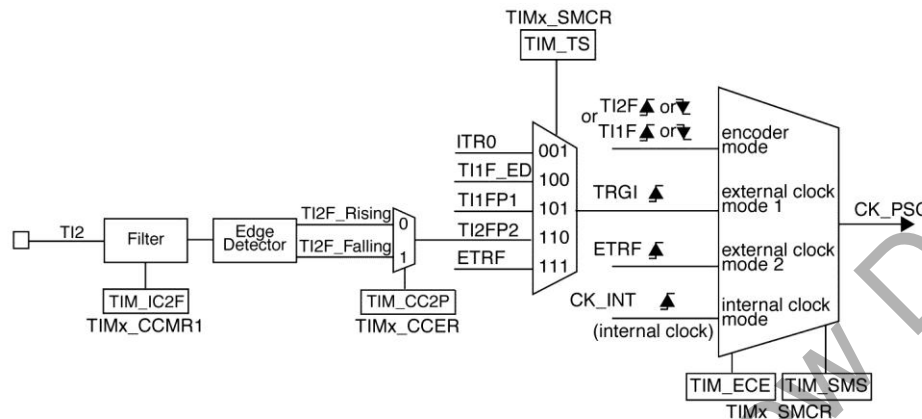 TIMx_SMCR
TIM_TS
or TI2F or
TI1F or
encoder mode
ITR0
001
TI1F_ED
100
TI1FP1
101
TI2FP2
110
ETRF
111
TRGI
external clock mode 1
CK_PSC
ETRF
external clock mode 2
CK_INT
(internal clock)
internal clock mode
TI2
Filter
Edge Detector
TI2F_Rising
0
TI2F_Falling
1
TIM_IC2F
TIMx_CCMR1
TIM_CC2P
TIMx_CCER
TIM_ECE
TIM_SMS
TIMx_SMCR
ow D